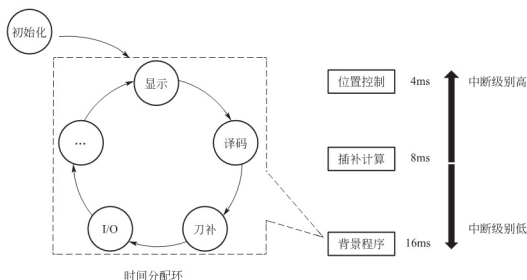 初始化
显示
译码
刀补
I/O
…
时间分配环
位置控制 4ms 中断级别高
插补计算 8ms
背景程序 16ms 中断级别低